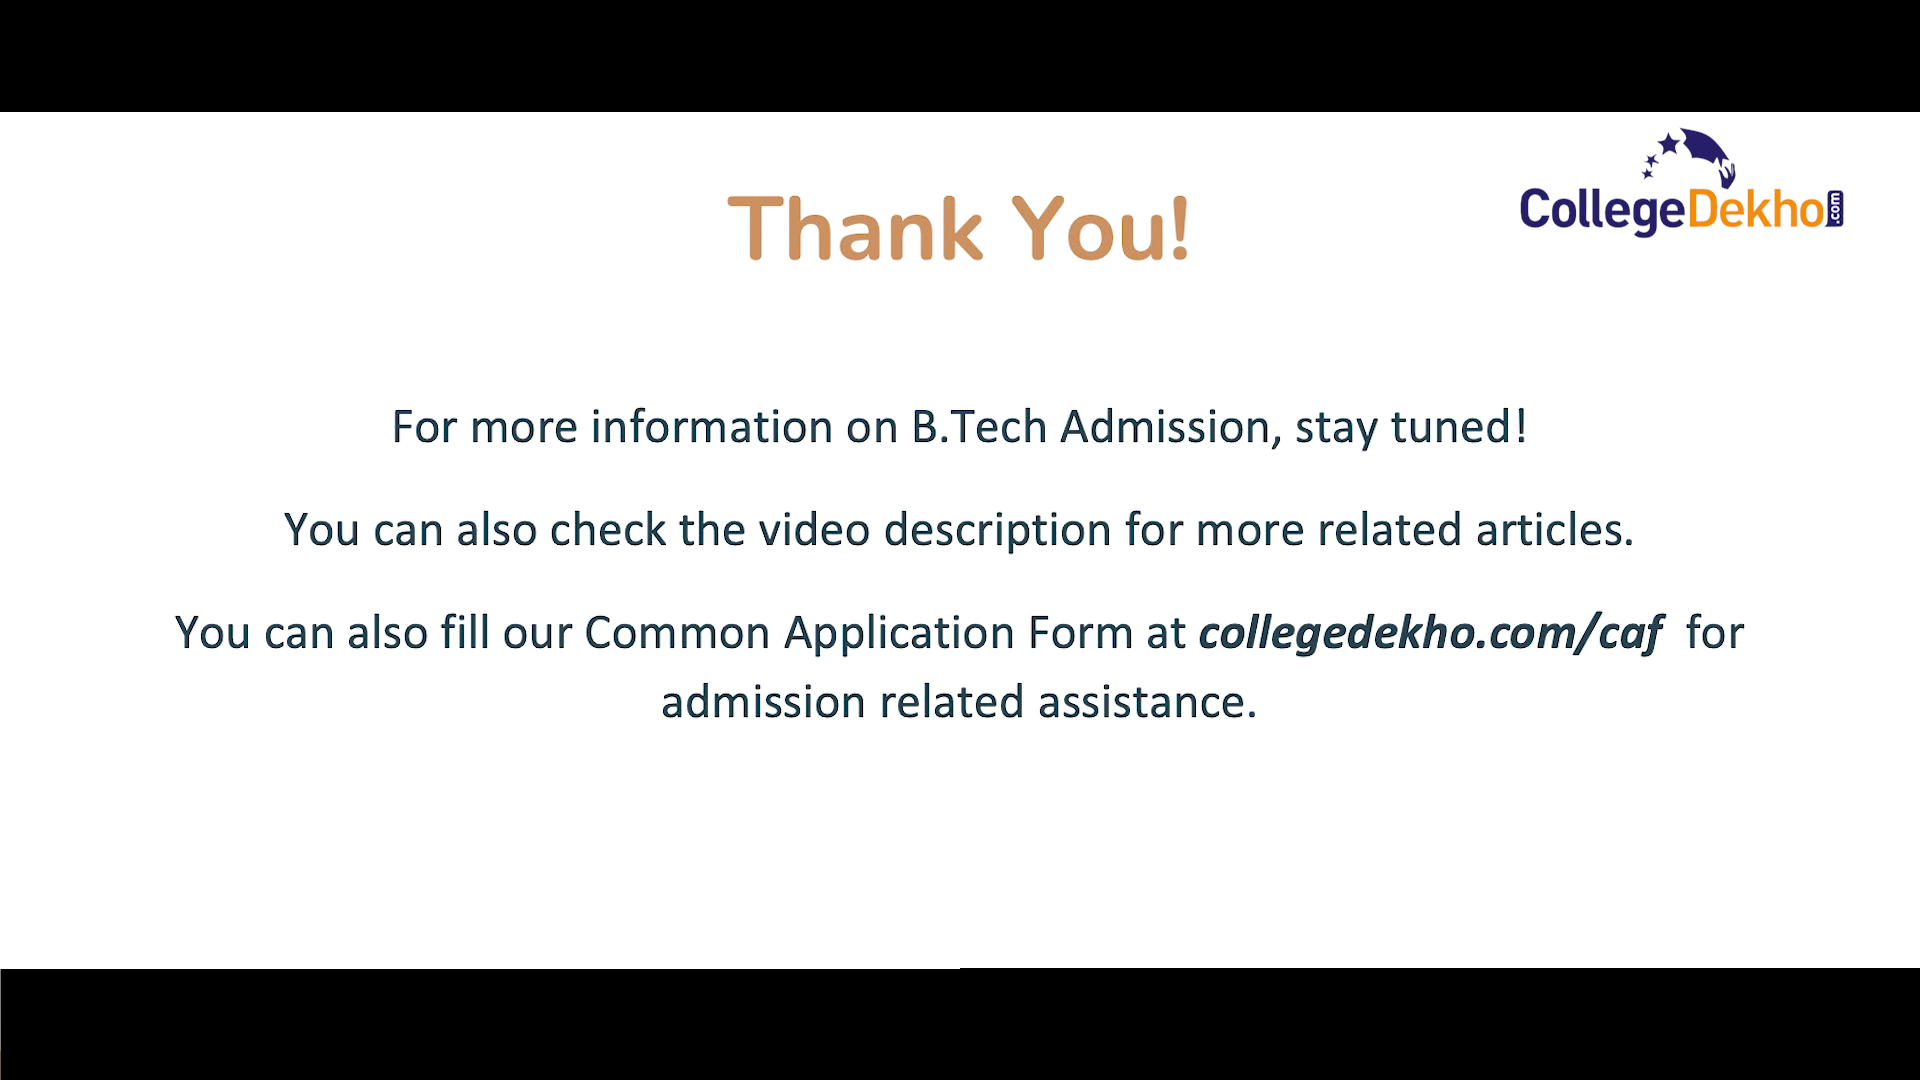 CollegeDekho.com
Thank You!
For more information on B.Tech Admission, stay tuned!
You can also check the video description for more related articles.
You can also fill our Common Application Form at collegedekho.com/caf for
admission related assistance.